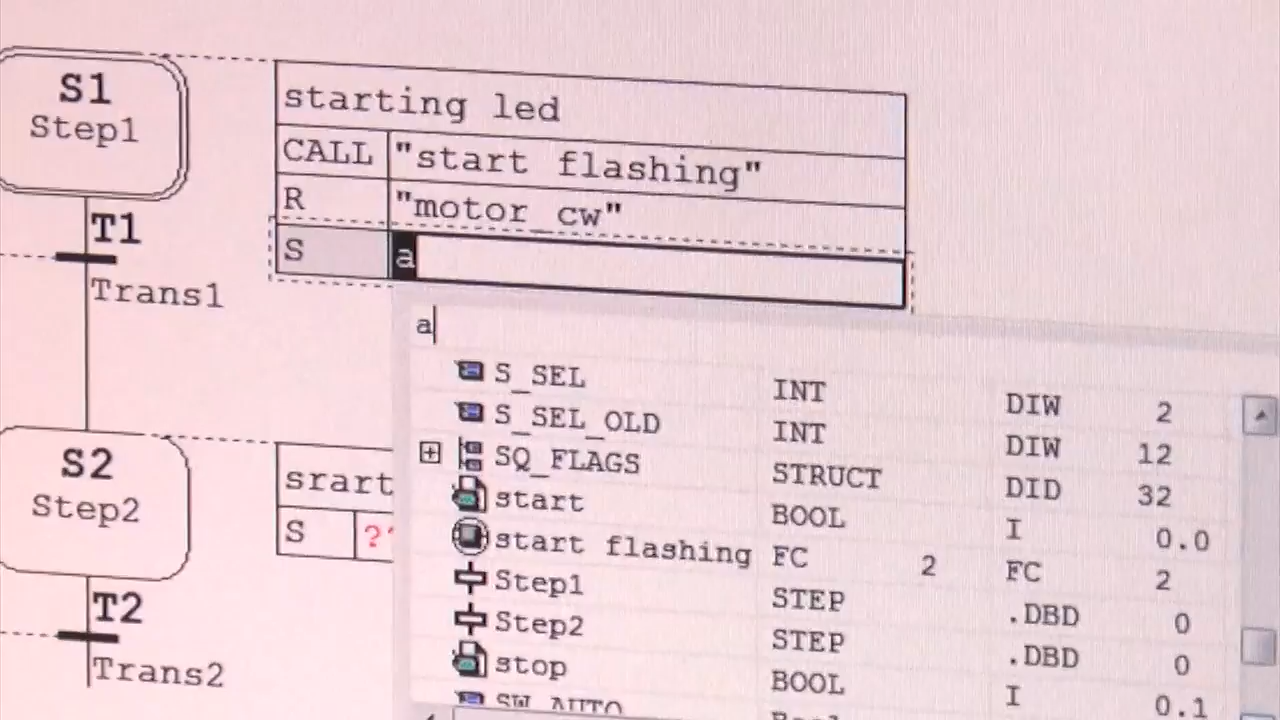 S1
Step1
starting led
CALL "start flashing"
R "motor_cw"
S a
T1
Trans1
a
S_SEL INT DIW 2
S_SEL_OLD INT DIW 12
SQ_FLAGS STRUCT DID 32
start BOOL I 0.0
start flashing FC 2 FC 2
Step1 STEP .DBD 0
Step2 STEP .DBD 0
stop BOOL I 0.1
SW_AUTO Bool
S2
Step2
srart
S ??
T2
Trans2